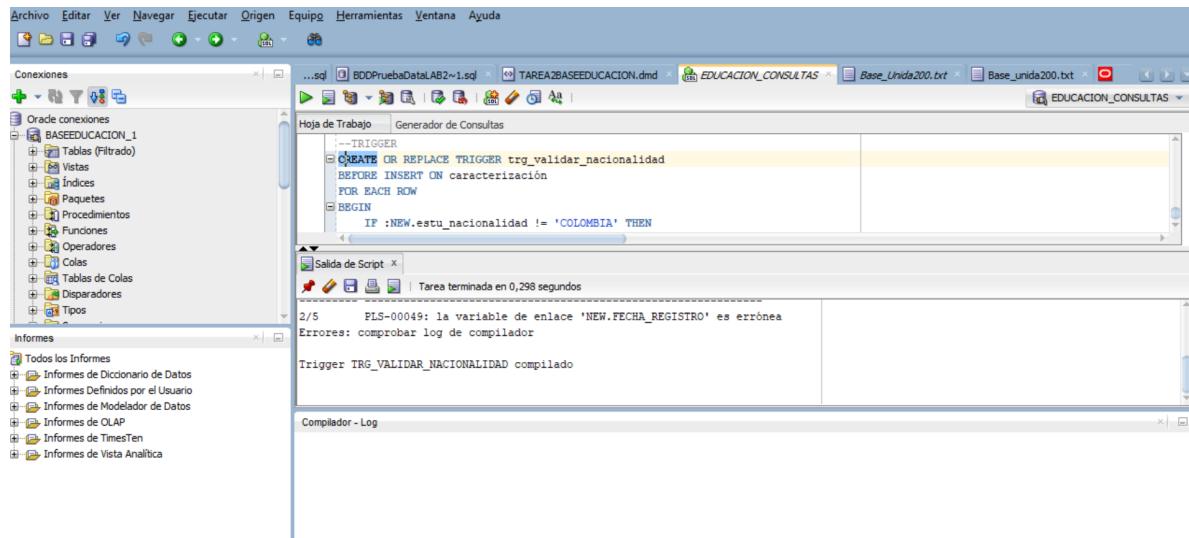 Archivo Editar Ver Navegar Ejecutar Origen Equipo Herramientas Ventana Ayuda
Conexiones
...sql BDDPruebaDataLAB2~1.sql TAREA2BASEEDUCACION.dmd EDUCACION_CONSULTAS Base_Unida200.txt Base_unida200.txt
EDUCACION_CONSULTAS
Oracle conexiones
BASEEDUCACION_1
Tablas (Filtrado)
Vistas
Índices
Paquetes
Procedimientos
Funciones
Operadores
Colas
Tablas de Colas
Disparadores
Tipos
Hoja de Trabajo Generador de Consultas
--TRIGGER
CREATE OR REPLACE TRIGGER trg_validar_nacionalidad
BEFORE INSERT ON caracterización
FOR EACH ROW
BEGIN
IF :NEW.estu_nacionalidad != 'COLOMBIA' THEN
Salida de Script
Tarea terminada en 0,298 segundos
2/5 PLS-00049: la variable de enlace 'NEW.FECHA_REGISTRO' es errónea
Errores: comprobar log de compilador
Trigger TRG_VALIDAR_NACIONALIDAD compilado
Informes
Todos los Informes
Informes de Diccionario de Datos
Informes Definidos por el Usuario
Informes de Modelador de Datos
Informes de OLAP
Informes de TimesTen
Informes de Vista Analítica
Compilador - Log